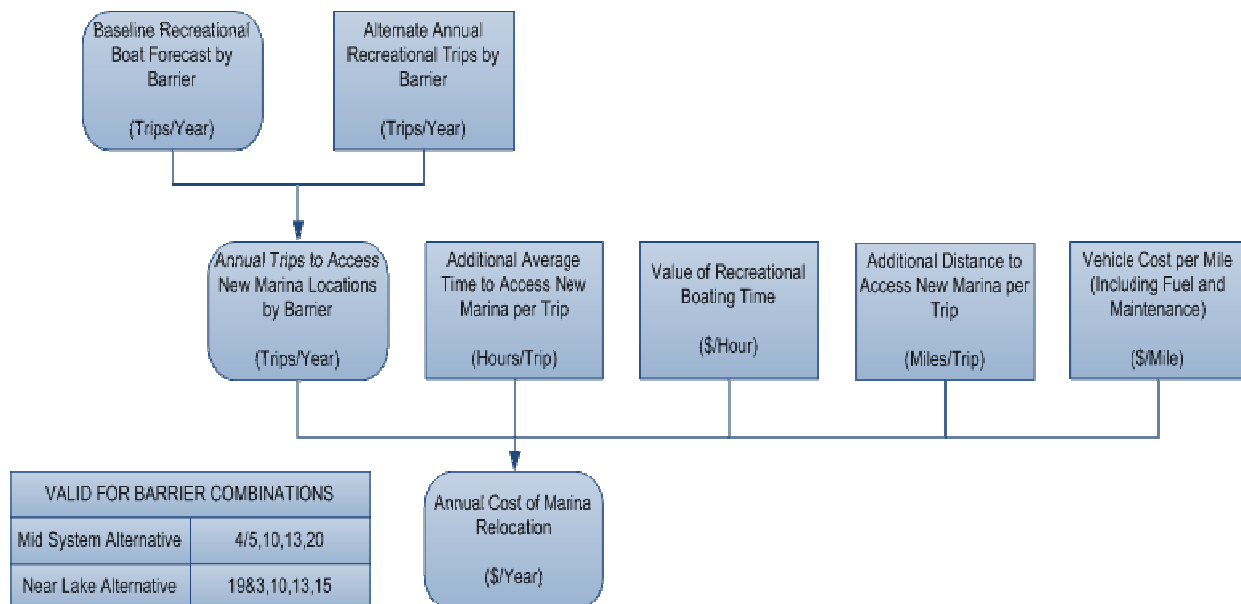 Baseline Recreational
Boat Forecast by
Barrier
(Trips/Year)
Alternate Annual
Recreational Trips by
Barrier
(Trips/Year)
Annual Trips to Access
New Marina Locations
by Barrier
(Trips/Year)
Additional Average
Time to Access New
Marina per Trip
(Hours/Trip)
Value of Recreational
Boating Time
($/Hour)
Additional Distance to
Access New Marina per
Trip
(Miles/Trip)
Vehicle Cost per Mile
(Including Fuel and
Maintenance)
($/Mile)
Annual Cost of Marina
Relocation
($/Year)
VALID FOR BARRIER COMBINATIONS
Mid System Alternative 4/5,10,13,20
Near Lake Alternative 19&3,10,13,15